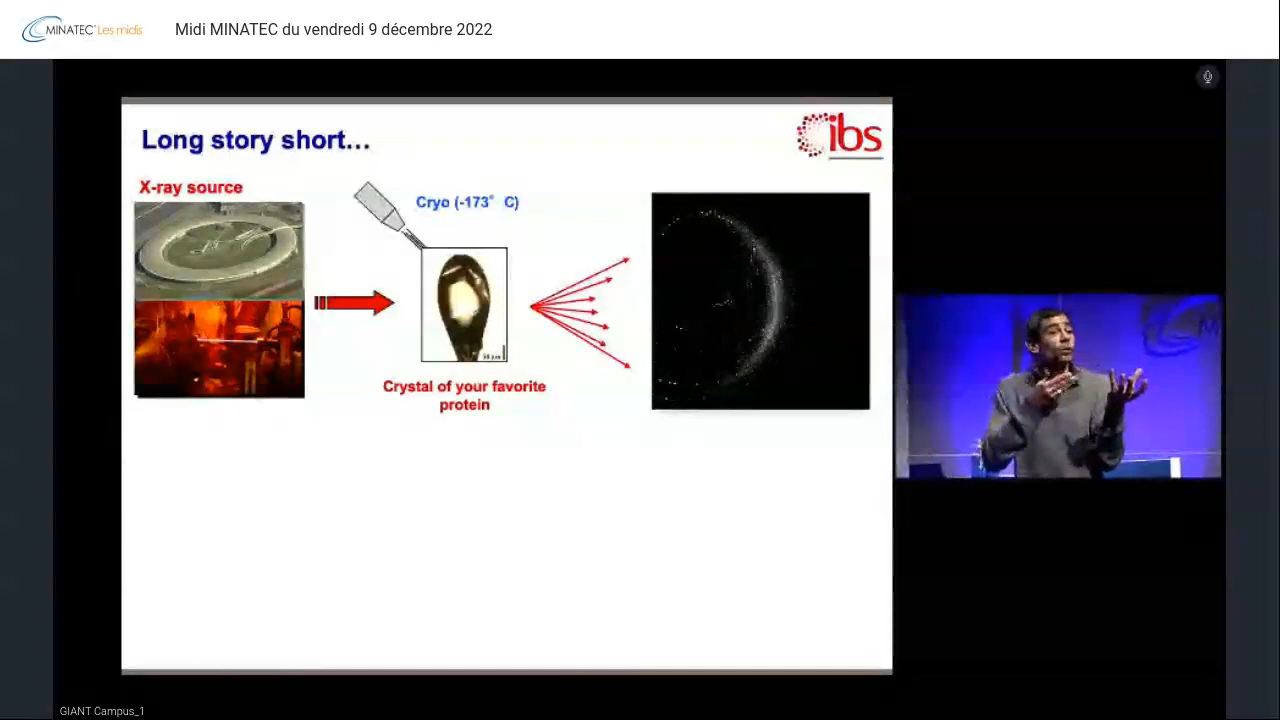 MINATEC Les midis
Midi MINATEC du vendredi 9 décembre 2022
Long story short...
ibs
X-ray source
Cryo (-173° C)
Crystal of your favorite
protein
GIANT Campus_1